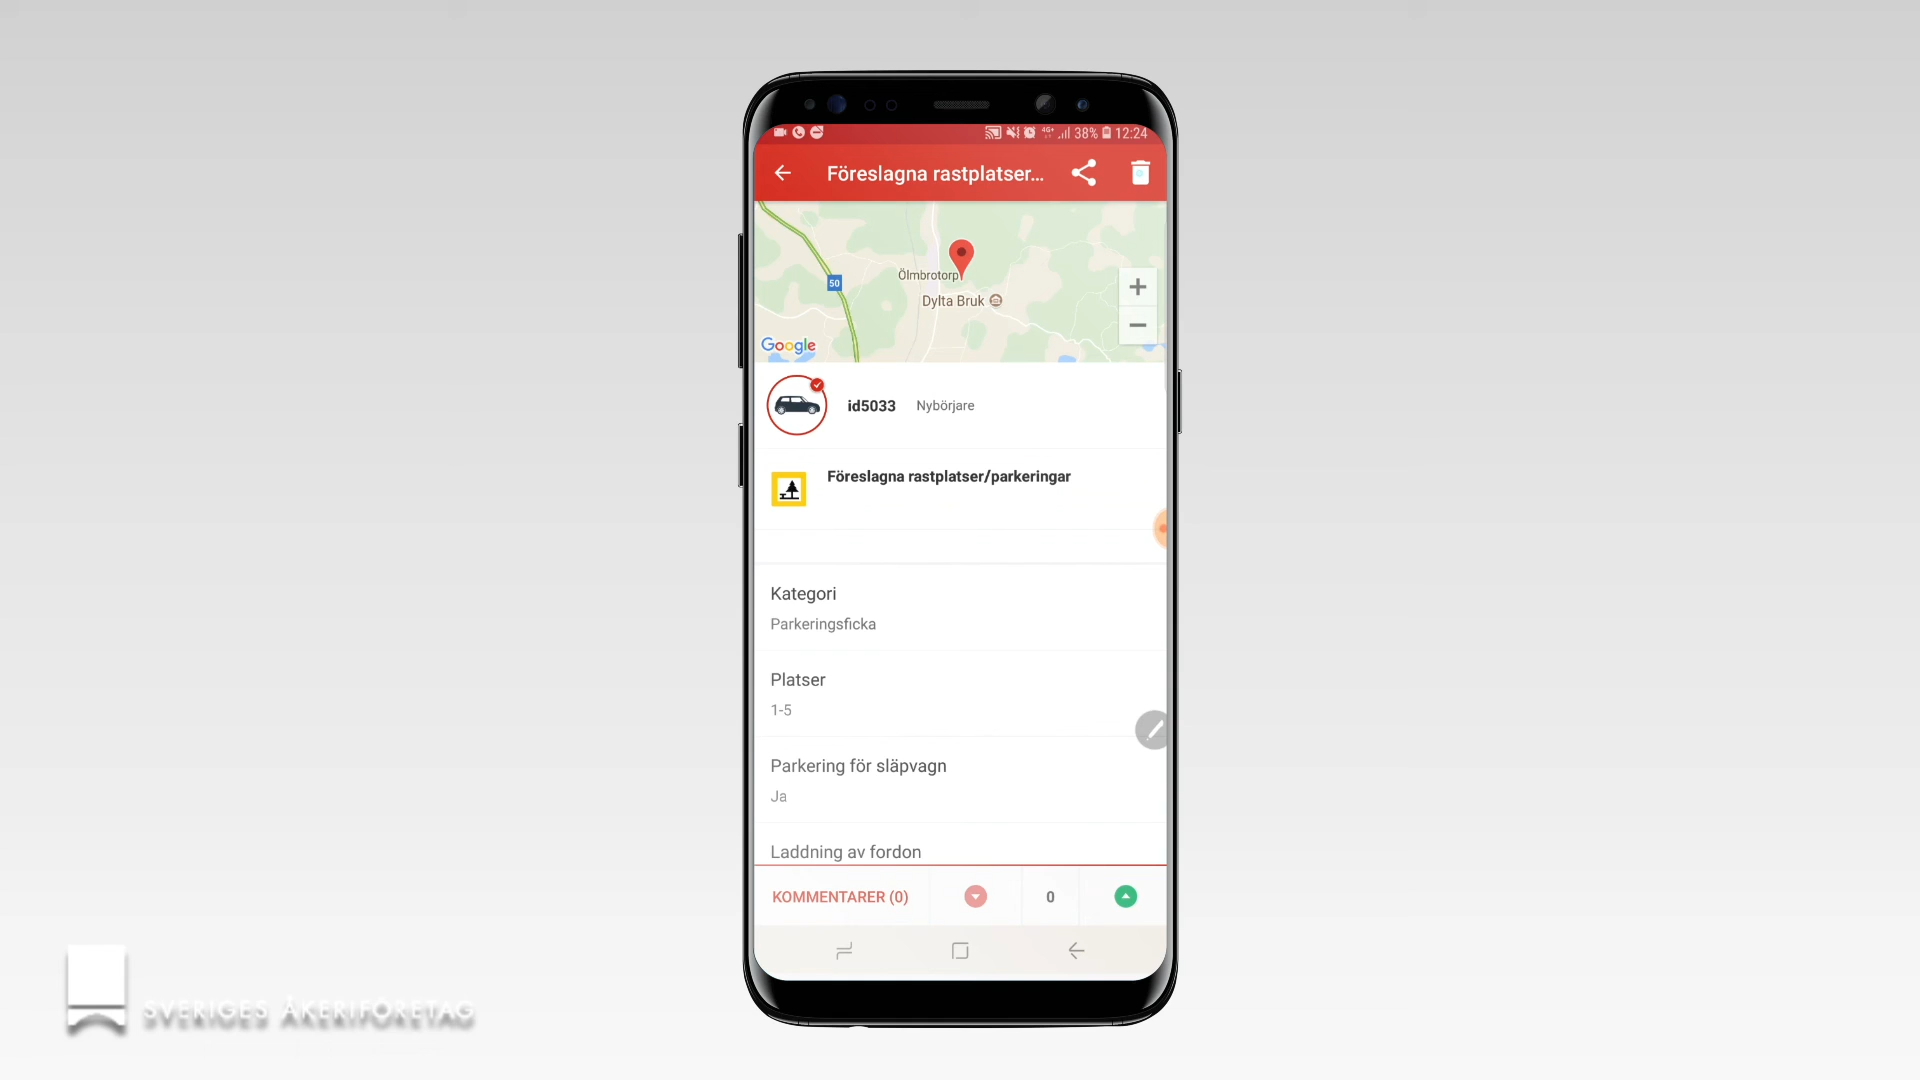 38% 12:24
Föreslagna rastplatser...
50
Ölmbrotorp
Dylta Bruk
+
−
Google
id5033 Nybörjare
Föreslagna rastplatser/parkeringar
Kategori
Parkeringsficka
Platser
1-5
Parkering för släpvagn
Ja
Laddning av fordon
KOMMENTARER (0) 0
SVERIGES ÅKERIFÖRETAG